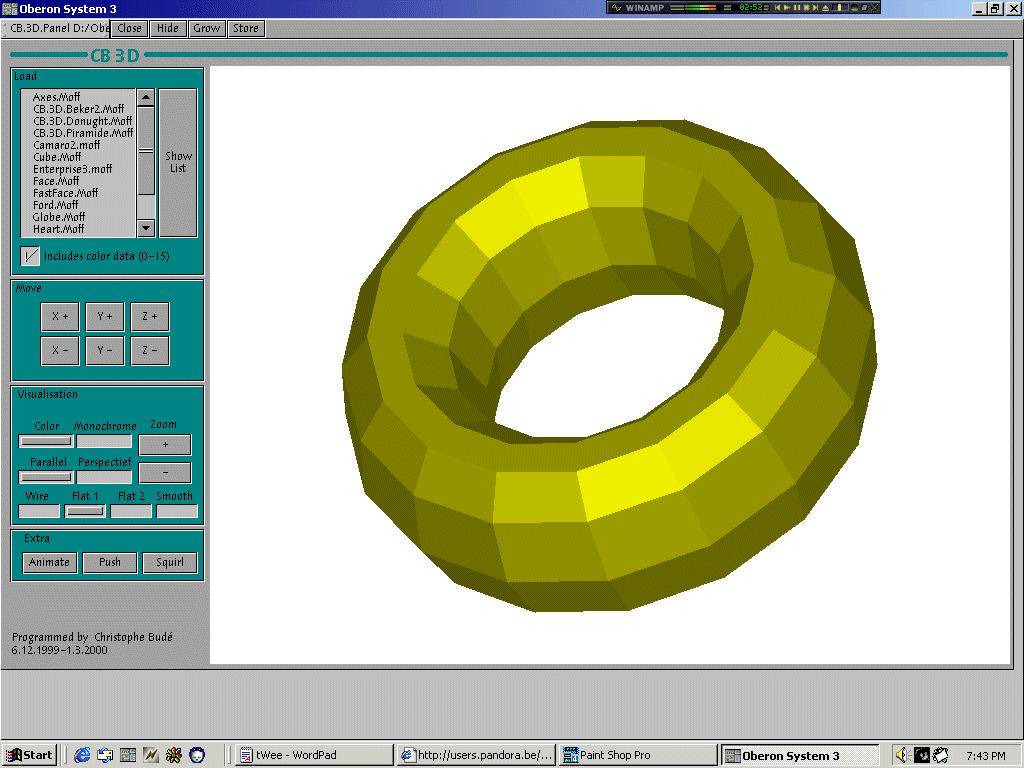 Oberon System 3
WINAMP 02:52
CB.3D.Panel D:/Obe Close Hide Grow Store
CB 3D
Load
Axes.Moff
CB.3D.Beker2.Moff
CB.3D.Donught.Moff
CB.3D.Piramide.Moff
Camaro2.moff
Cube.Moff
Enterprise3.moff
Face.Moff
FastFace.Moff
Ford.Moff
Globe.Moff
Heart.Moff
Show
List
Includes color data (0-15)
Move
X + Y + Z +
X - Y - Z -
Visualisation
Color Monochrome Zoom
+
Parallel Perspectief
-
Wire Flat 1 Flat 2 Smooth
Extra
Animate Push Squirl
Programmed by Christophe Budé
6.12.1999-1.3.2000
Start tWee - WordPad http://users.pandora.be/... Paint Shop Pro Oberon System 3 7:43 PM